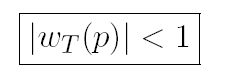 |w_T(p)| < 1